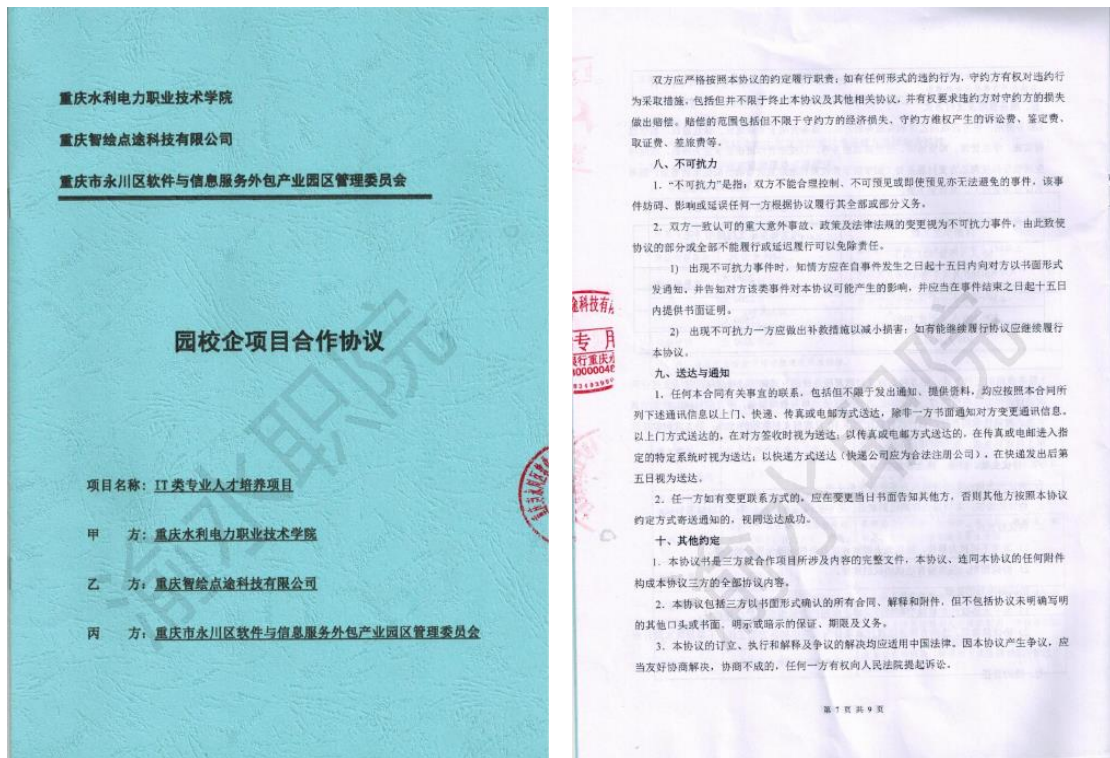 重庆水利电力职业技术学院
重庆智绘点途科技有限公司
重庆市永川区软件与信息服务外包产业园区管理委员会
园校企项目合作协议
项目名称：IT类专业人才培养项目
甲 方：重庆水利电力职业技术学院
乙 方：重庆智绘点途科技有限公司
丙 方：重庆市永川区软件与信息服务外包产业园区管理委员会
渝水职院
双方应严格按照本协议的约定履行职责；如有任何形式的违约行为，守约方有权对违约行
为采取措施，包括但并不限于终止本协议及其他相关协议，并有权要求违约方对守约方的损失
做出赔偿。赔偿的范围包括但不限于守约方的经济损失、守约方维权产生的诉讼费、鉴定费、
取证费、差旅费等。
八、不可抗力
1．“不可抗力”是指：双方不能合理控制、不可预见或即使预见亦无法避免的事件，该事
件妨碍、影响或延误任何一方根据协议履行其全部或部分义务。
2．双方一致认可的重大意外事故、政策及法律法规的变更视为不可抗力事件，由此致使
协议的部分或全部不能履行或延迟履行可以免除责任。
1) 出现不可抗力事件时，知情方应在自事件发生之日起十五日内向对方以书面形式
发通知、并告知对方该类事件对本协议可能产生的影响，并应当在事件结束之日起十五日
内提供书面证明。
2) 出现不可抗力一方应做出补救措施以减小损害；如有能继续履行协议应继续履行
本协议。
九、送达与通知
1．任何本合同有关事宜的联系，包括但不限于发出通知、提供资料，均应按照本合同所
列下述通讯信息以上门、快递、传真或电邮方式送达，除非一方书面通知对方变更通讯信息。
以上门方式送达的，在对方签收时视为送达；以传真或电邮方式送达的，在传真或电邮进入指
定的特定系统时视为送达；以快递方式送达（快递公司应为合法注册公司），在快递发出后第
五日视为送达。
2．任一方如有变更联系方式的，应在变更当日书面告知其他方，否则其他方按照本协议
约定方式寄送通知的，视同送达成功。
十、其他约定
1．本协议书是三方就合作项目所涉及内容的完整文件，本协议、连同本协议的任何附件
构成本协议三方的全部协议内容。
2．本协议包括三方以书面形式确认的所有合同、解释和附件，但不包括协议未明确写明
的其他口头或书面、明示或暗示的保证、期限及义务。
3．本协议的订立、执行和解释及争议的解决均应适用中国法律。因本协议产生争议，应
当友好协商解决，协商不成的，任何一方有权向人民法院提起诉讼。
第 7 页 共 9 页
渝水职院